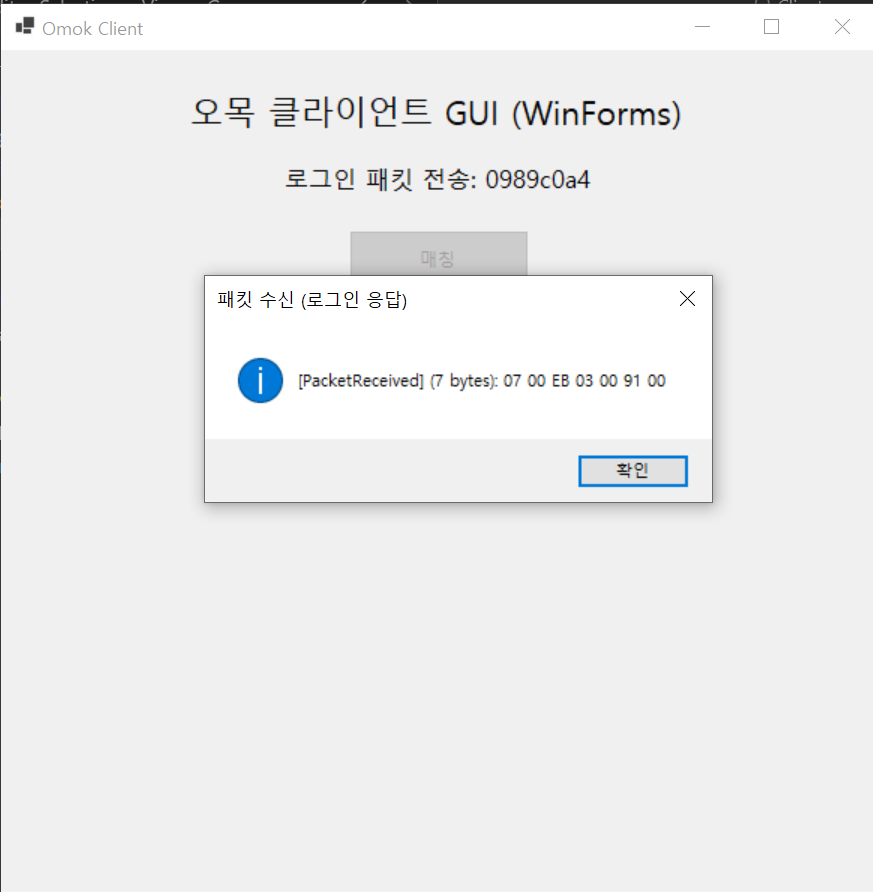 Omok Client
오목 클라이언트 GUI (WinForms)
로그인 패킷 전송: 0989c0a4
매칭
패킷 수신 (로그인 응답)
[PacketReceived] (7 bytes): 07 00 EB 03 00 91 00
확인